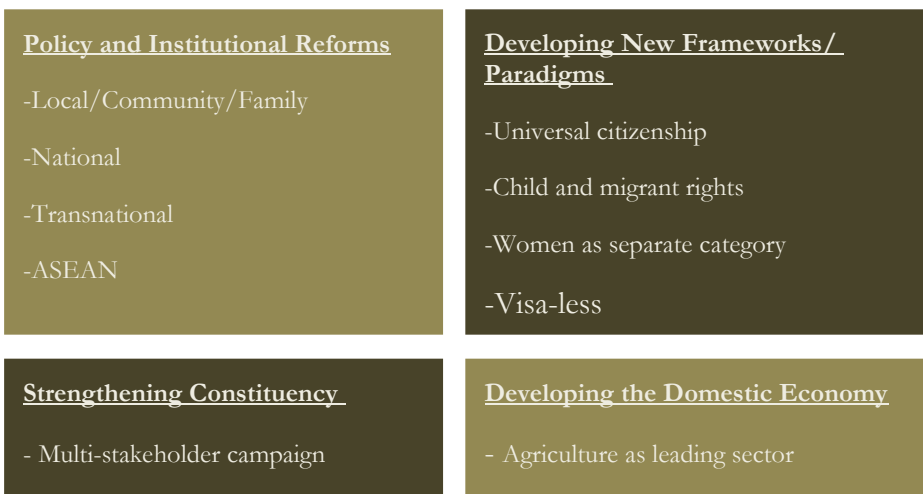 Policy and Institutional Reforms
-Local/Community/Family
-National
-Transnational
-ASEAN
Developing New Frameworks/
Paradigms
-Universal citizenship
-Child and migrant rights
-Women as separate category
-Visa-less
Strengthening Constituency
- Multi-stakeholder campaign
Developing the Domestic Economy
- Agriculture as leading sector